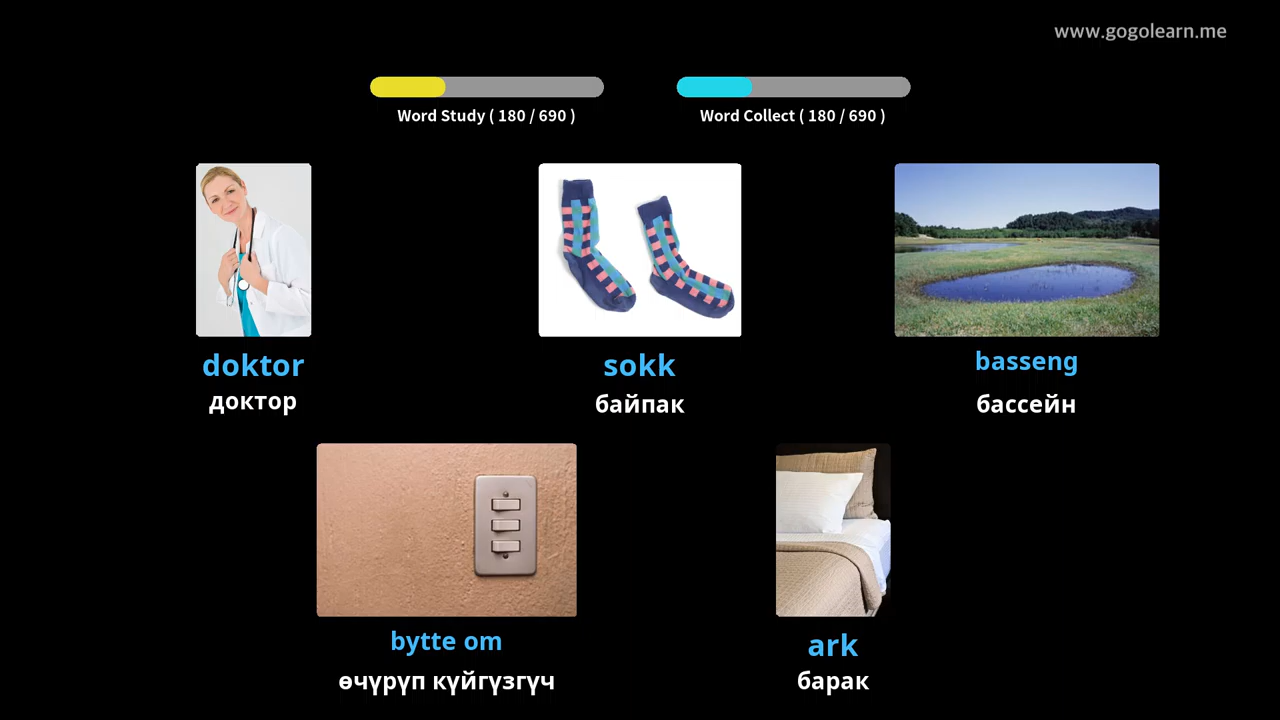 www.gogolearn.me
Word Study ( 180 / 690 )
Word Collect ( 180 / 690 )
doktor
доктор
sokk
байпак
basseng
бассейн
bytte om
өчүрүп күйгүзгүч
ark
барак